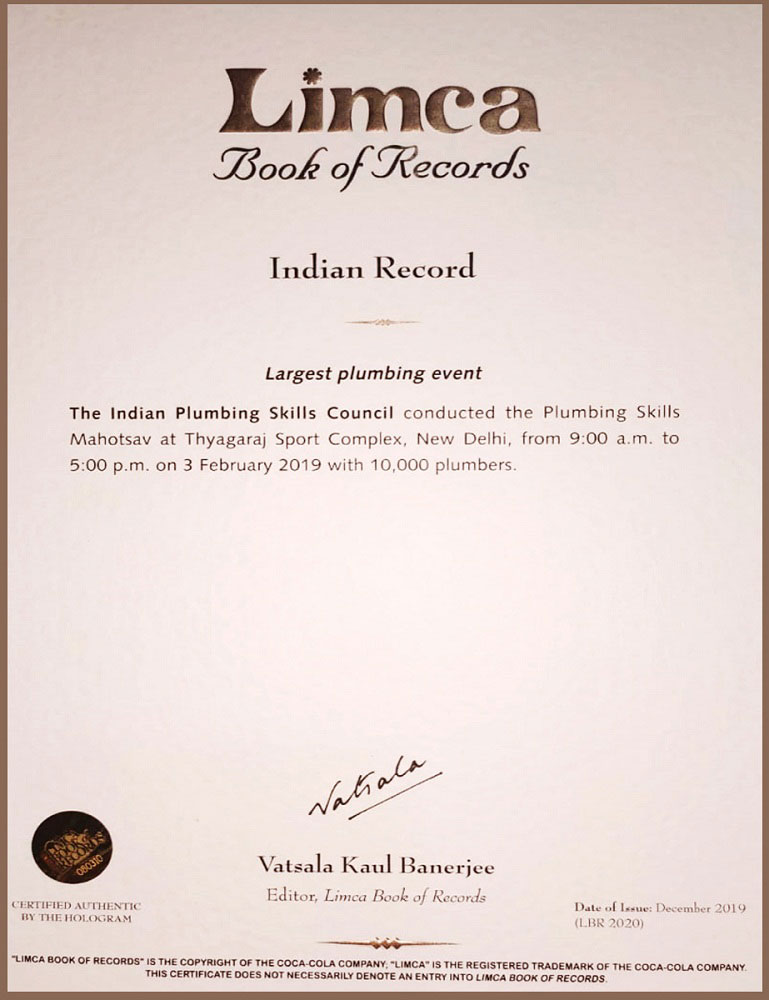 Limca
Book of Records
Indian Record
Largest plumbing event
The Indian Plumbing Skills Council conducted the Plumbing Skills
Mahotsav at Thyagaraj Sport Complex, New Delhi, from 9:00 a.m. to
5:00 p.m. on 3 February 2019 with 10,000 plumbers.
Vatsala
Vatsala Kaul Banerjee
Editor, Limca Book of Records
080310
CERTIFIED AUTHENTIC
BY THE HOLOGRAM
Date of Issue: December 2019
(LBR 2020)
"LIMCA BOOK OF RECORDS" IS THE COPYRIGHT OF THE COCA-COLA COMPANY, "LIMCA" IS THE REGISTERED TRADEMARK OF THE COCA-COLA COMPANY.
THIS CERTIFICATE DOES NOT NECESSARILY DENOTE AN ENTRY INTO LIMCA BOOK OF RECORDS.